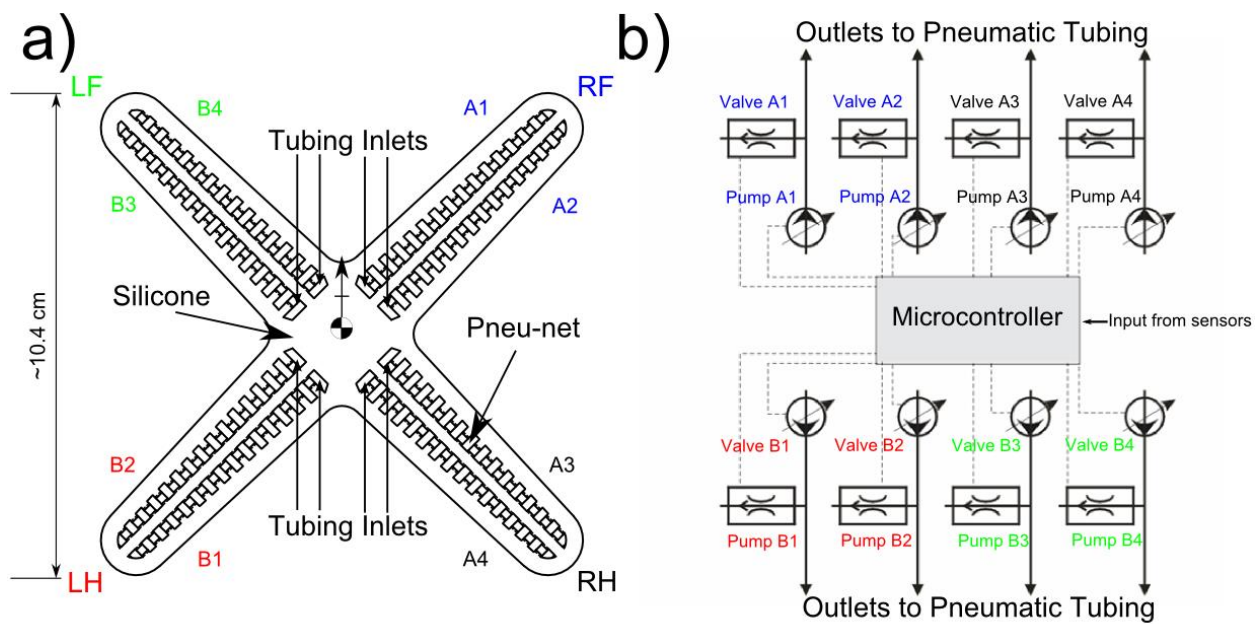 a)
LF
RF
B4
A1
Tubing Inlets
B3
A2
Silicone
Pneu-net
~10.4 cm
B2
A3
Tubing Inlets
B1
A4
LH
RH
b)
Outlets to Pneumatic Tubing
Valve A1 Valve A2 Valve A3 Valve A4
Pump A1 Pump A2 Pump A3 Pump A4
Microcontroller
Input from sensors
Valve B1 Valve B2 Valve B3 Valve B4
Pump B1 Pump B2 Pump B3 Pump B4
Outlets to Pneumatic Tubing